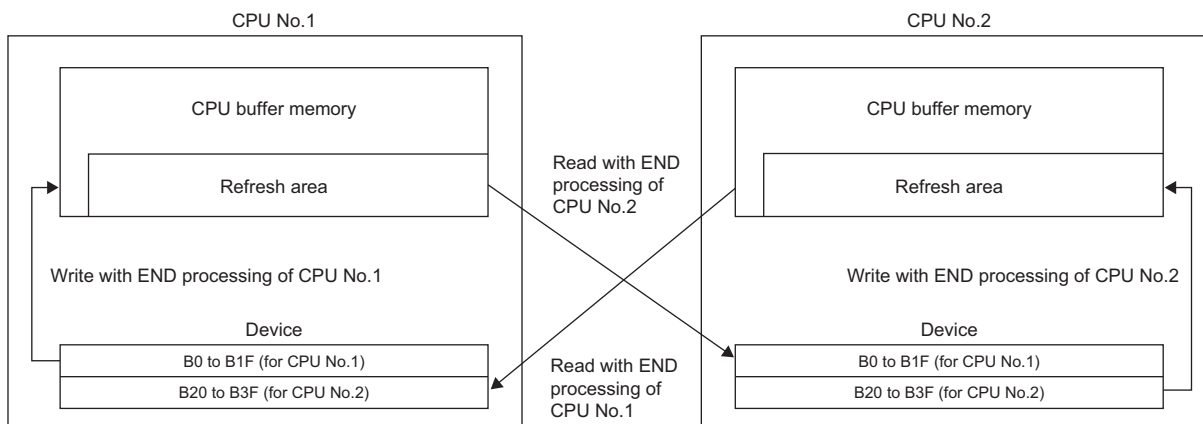 CPU No.1
CPU No.2
CPU buffer memory
CPU buffer memory
Read with END
processing of
CPU No.2
Refresh area
Refresh area
Write with END processing of CPU No.1
Write with END processing of CPU No.2
Device
Device
B0 to B1F (for CPU No.1)
B20 to B3F (for CPU No.2)
Read with END
processing of
CPU No.1
B0 to B1F (for CPU No.1)
B20 to B3F (for CPU No.2)